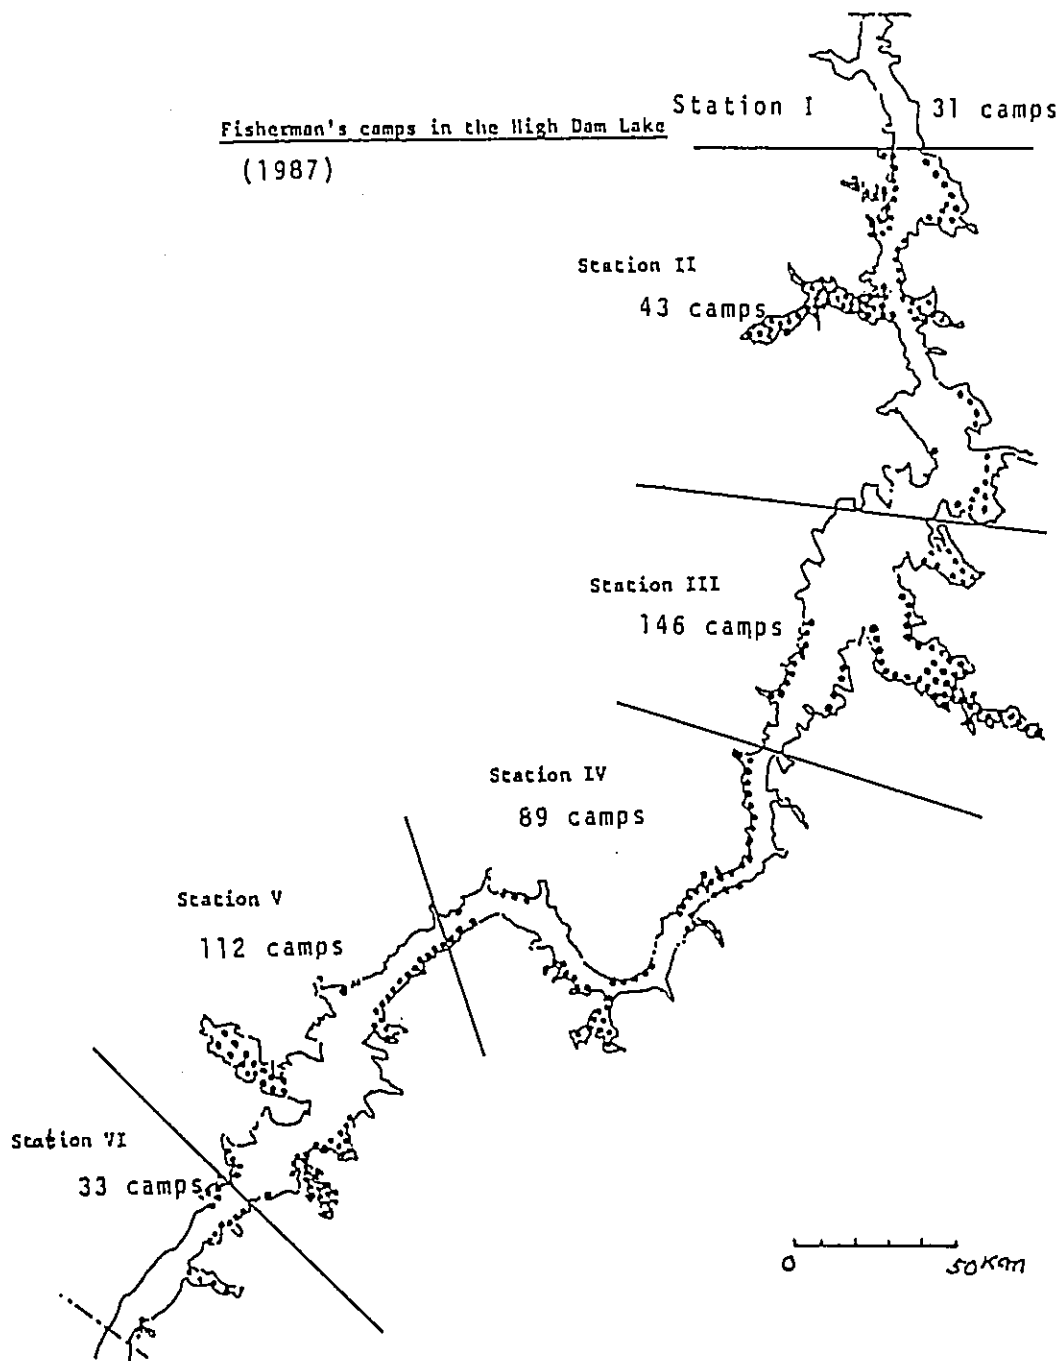 Station I 31 camps
Fisherman's camps in the High Dam Lake
(1987)
Station II
43 camps
Station III
146 camps
Station IV
89 camps
Station V
112 camps
Station VI
33 camps
0 50Km